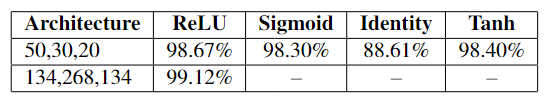 Architecture ReLU Sigmoid Identity Tanh
50,30,20 98.67% 98.30% 88.61% 98.40%
134,268,134 99.12% – – –